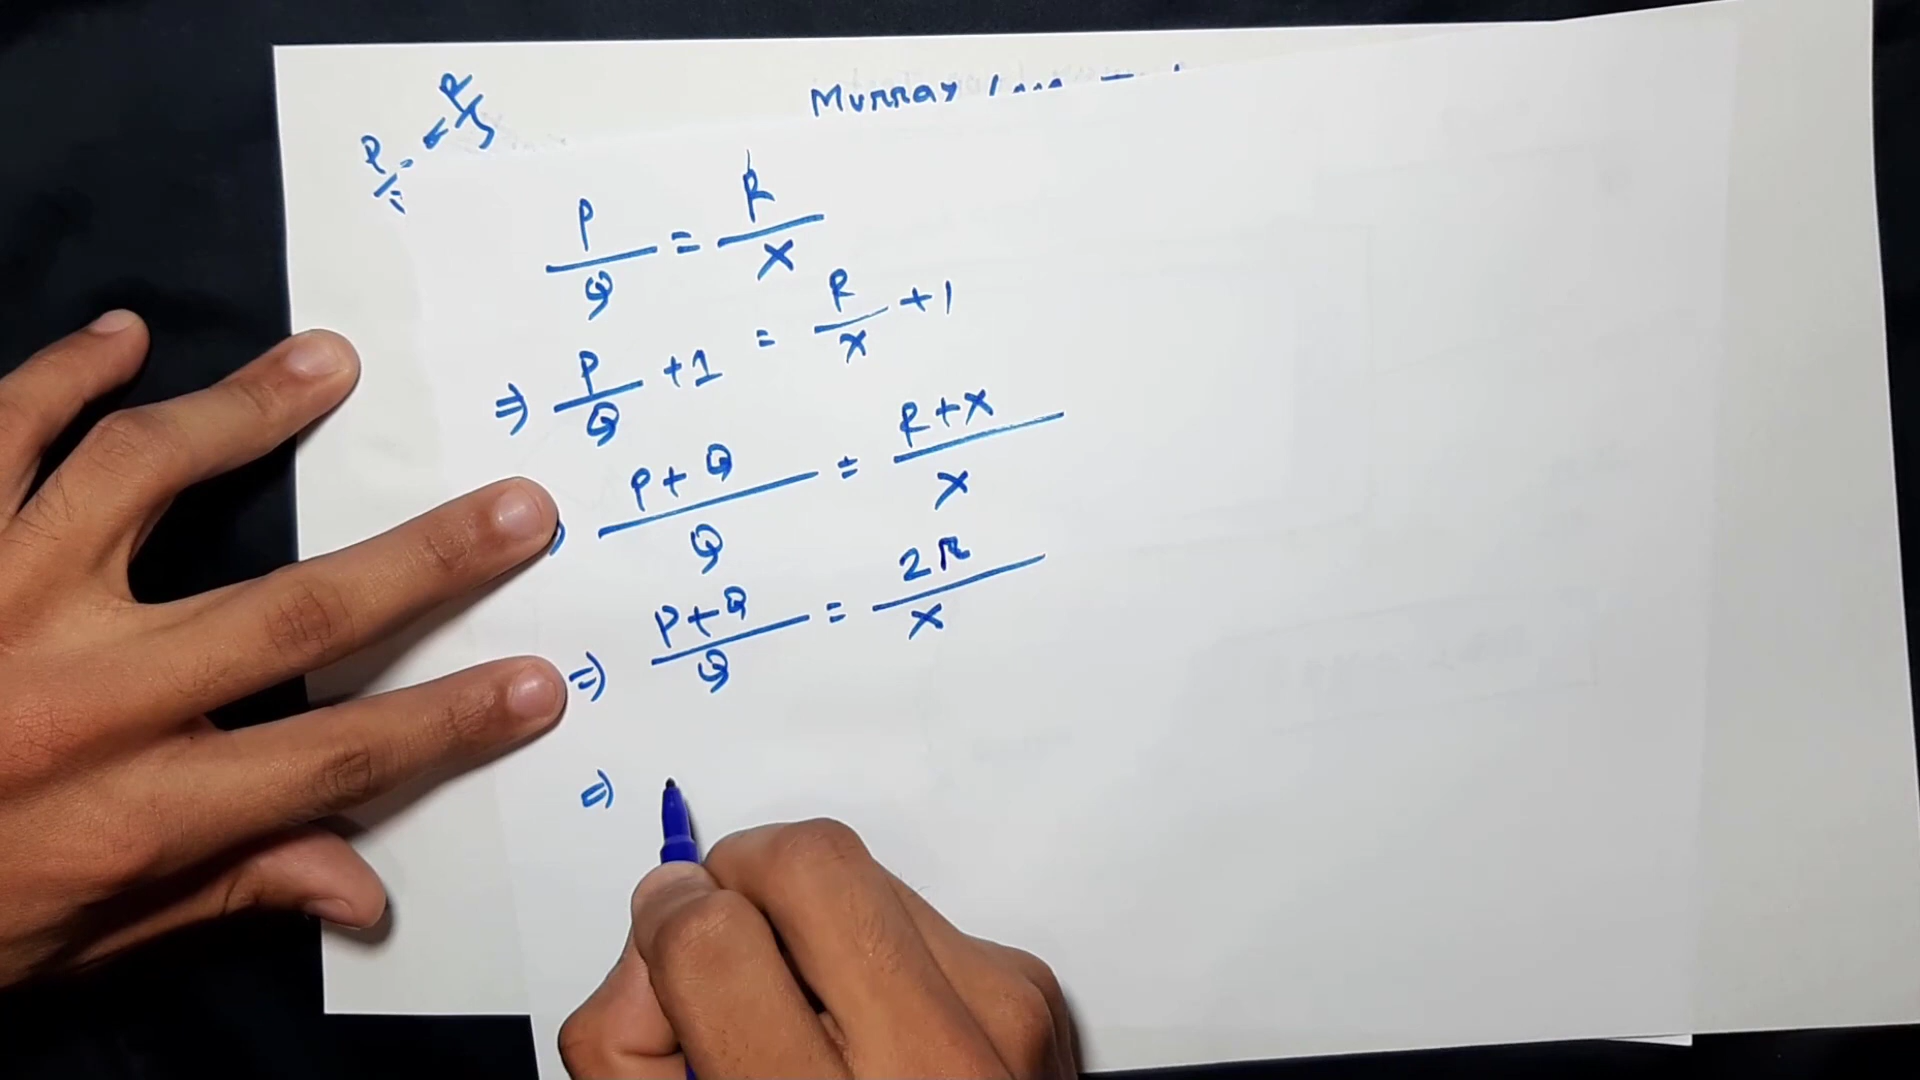 Murray
P/Q = R/X
⇒ P/Q + 1 = R/X + 1
⇒ P+Q/Q = R+X/X
⇒ P+Q/Q = 2R/X
⇒